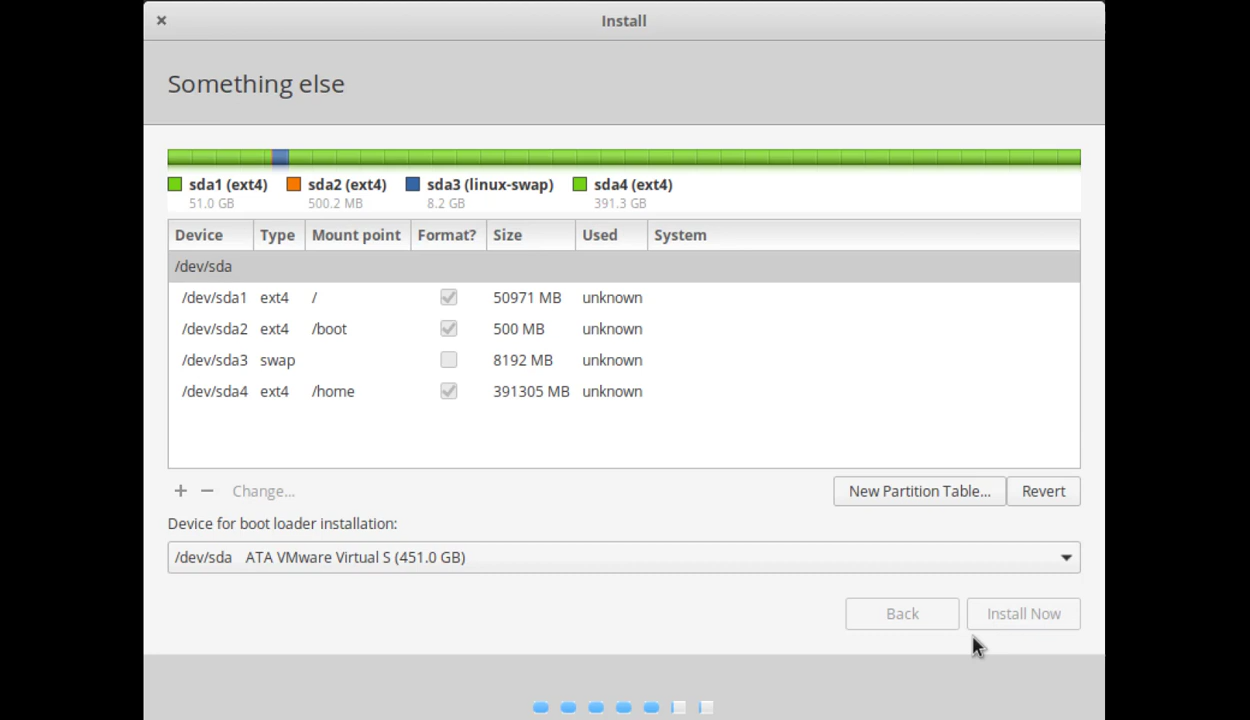 Install
Something else
sda1 (ext4) sda2 (ext4) sda3 (linux-swap) sda4 (ext4)
51.0 GB 500.2 MB 8.2 GB 391.3 GB
Device Type Mount point Format? Size Used System
/dev/sda
/dev/sda1 ext4 / 50971 MB unknown
/dev/sda2 ext4 /boot 500 MB unknown
/dev/sda3 swap 8192 MB unknown
/dev/sda4 ext4 /home 391305 MB unknown
+ − Change... New Partition Table... Revert
Device for boot loader installation:
/dev/sda ATA VMware Virtual S (451.0 GB)
Back Install Now